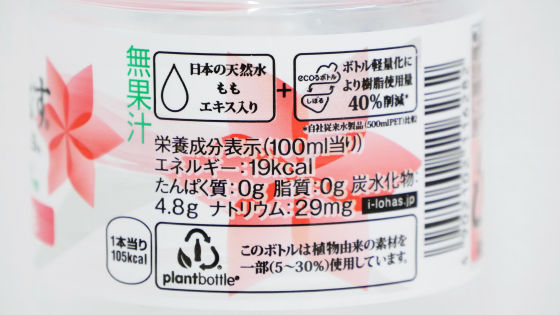 す。
無果汁
日本の天然水
もも
エキス入り
+
ecoるボトル
しぼる
ボトル軽量化に
より樹脂使用量
40%削減*
*自社従来水製品(500mlPET)比較
栄養成分表示(100ml当り)
エネルギー:19kcal
たんぱく質:0g 脂質:0g 炭水化物:
4.8g ナトリウム:29mg
i-lohas.jp
1本当り
105kcal
plantbottle
このボトルは植物由来の素材を
一部(5～30%)使用しています。